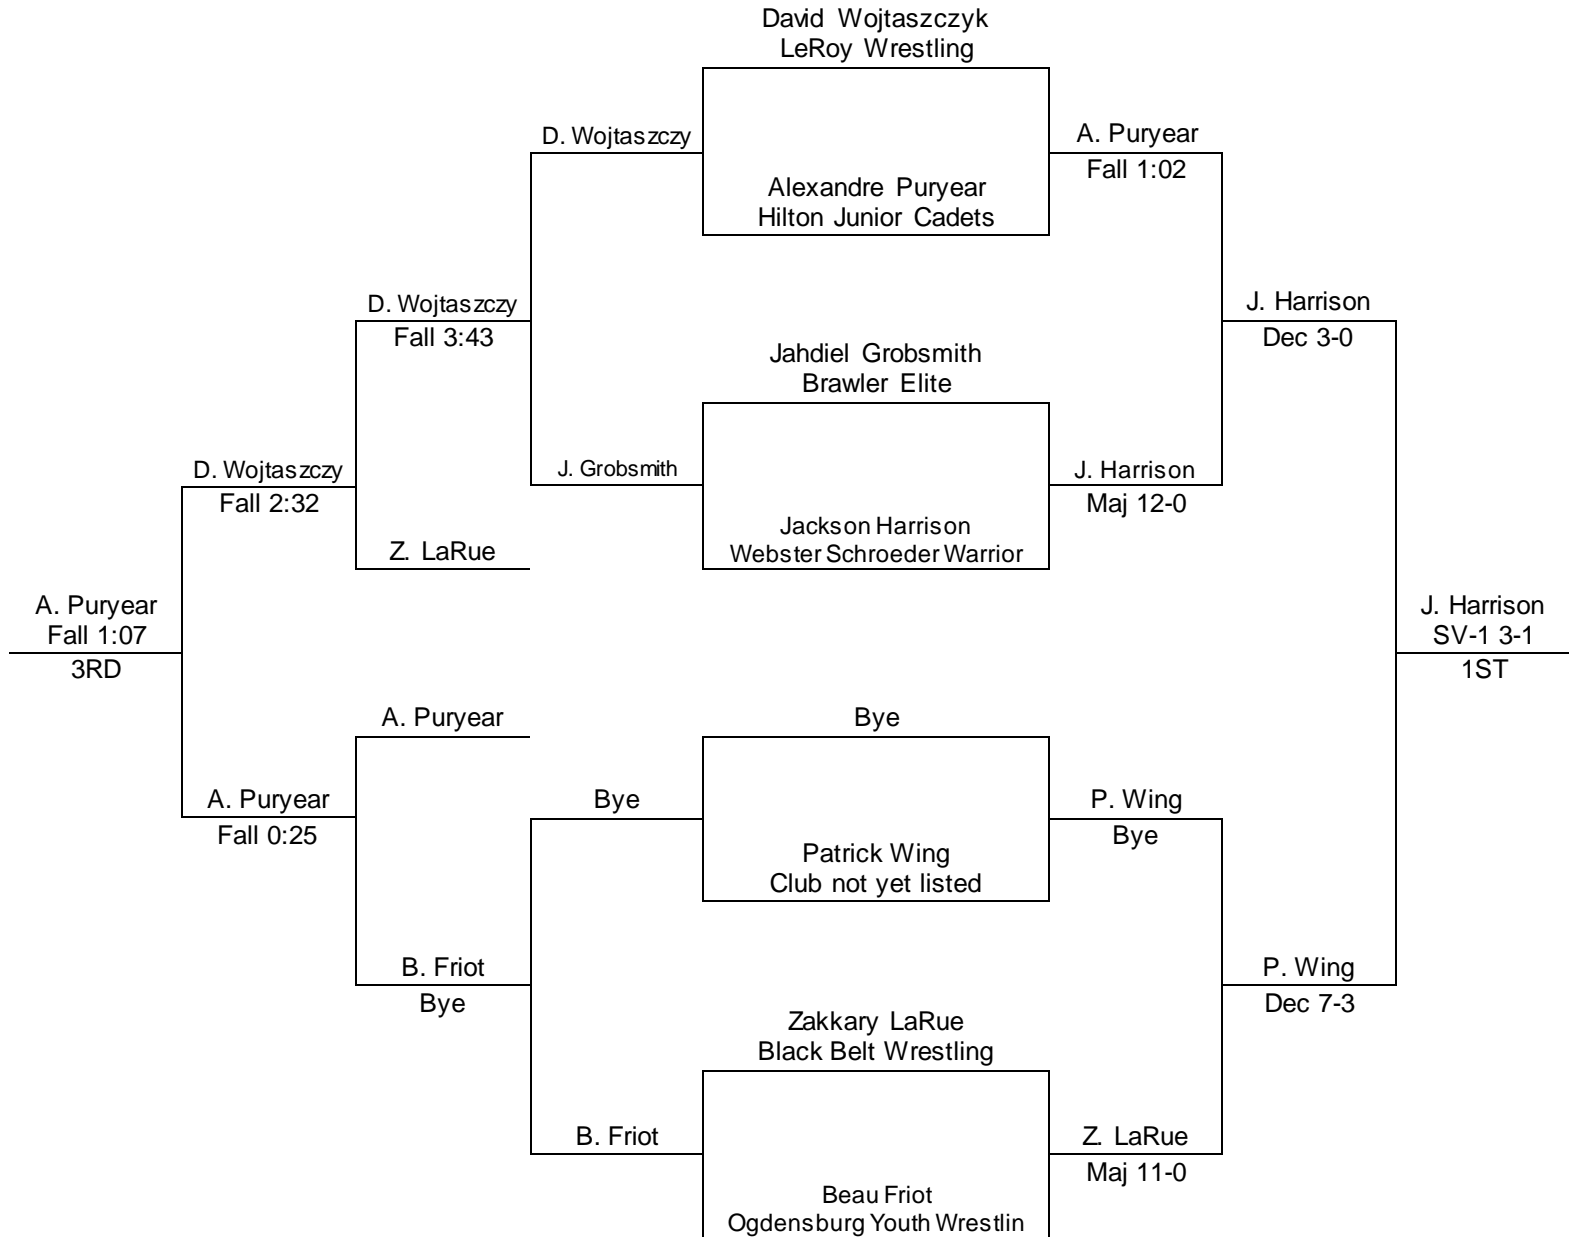 David Wojtaszczyk
LeRoy Wrestling
D. Wojtaszczy
A. Puryear
Fall 1:02
Alexandre Puryear
Hilton Junior Cadets
D. Wojtaszczy
Fall 3:43
J. Harrison
Dec 3-0
Jahdiel Grobsmith
Brawler Elite
D. Wojtaszczy
Fall 2:32
J. Grobsmith
J. Harrison
Maj 12-0
Jackson Harrison
Webster Schroeder Warrior
Z. LaRue
A. Puryear
Fall 1:07
3RD
J. Harrison
SV-1 3-1
1ST
A. Puryear
Bye
A. Puryear
Fall 0:25
Bye
P. Wing
Bye
Patrick Wing
Club not yet listed
B. Friot
Bye
P. Wing
Dec 7-3
Zakkary LaRue
Black Belt Wrestling
B. Friot
Z. LaRue
Maj 11-0
Beau Friot
Ogdensburg Youth Wrestlin